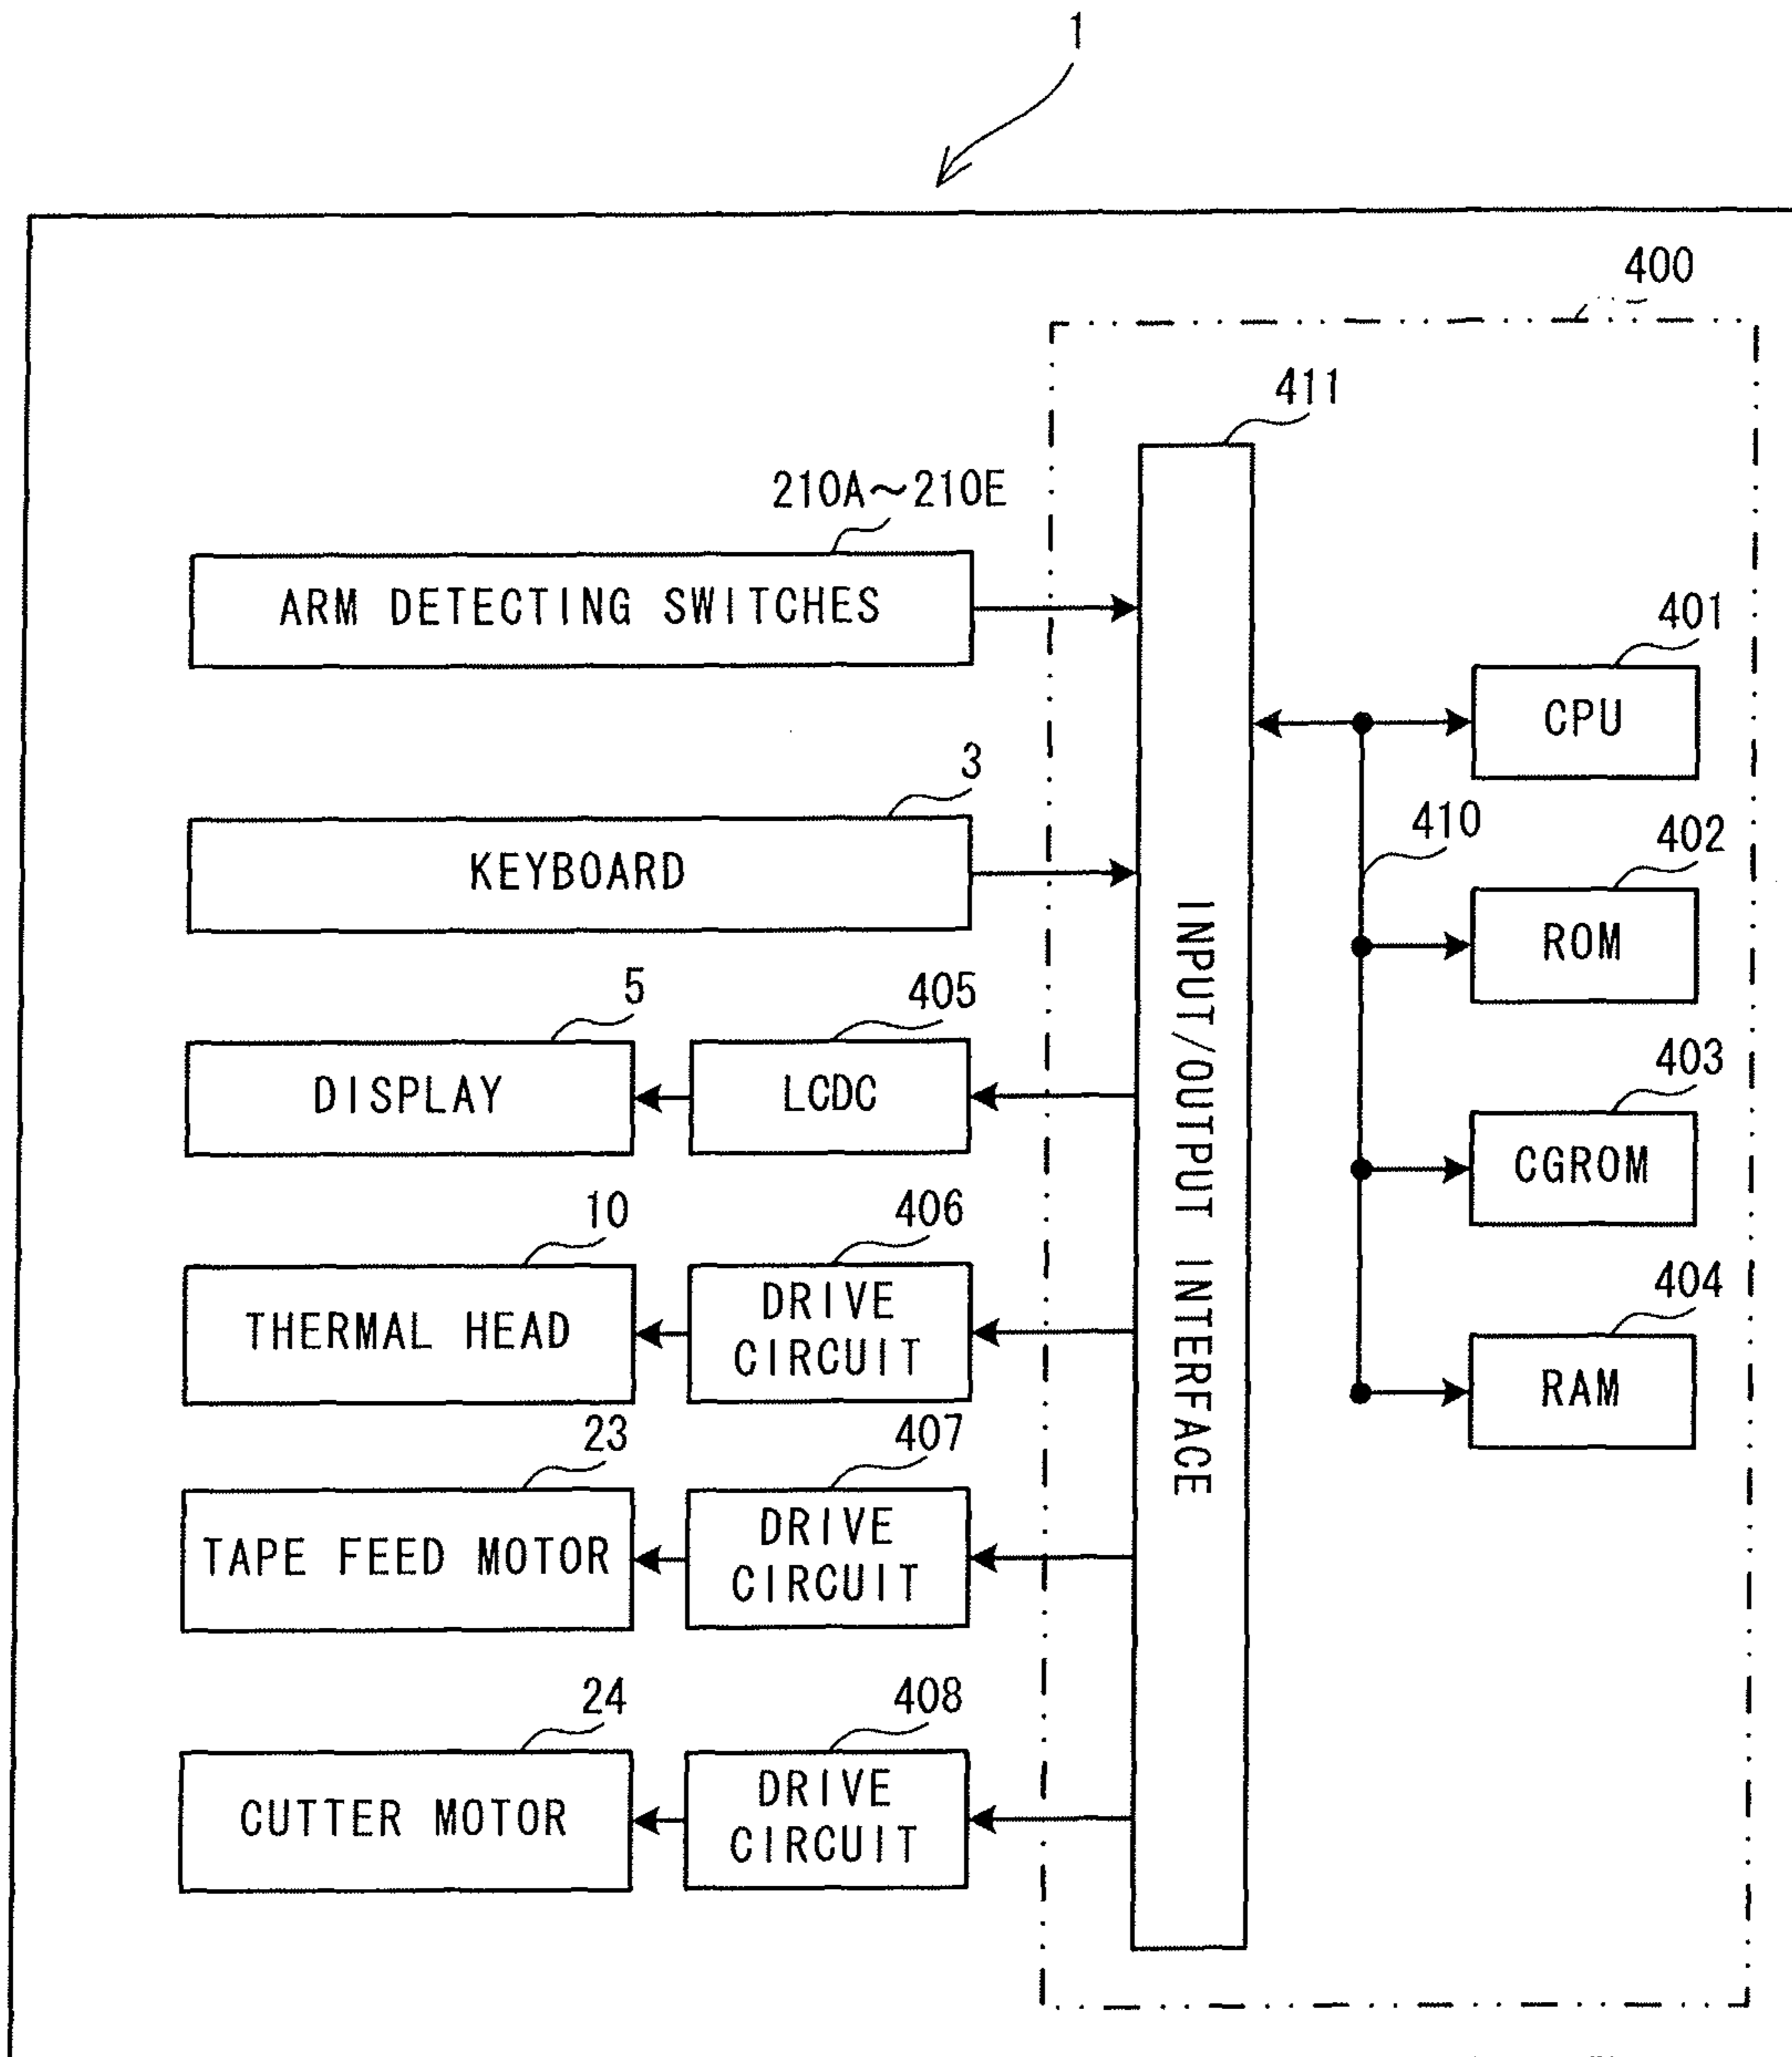 1
400
411
210A~210E
ARM DETECTING SWITCHES
401
CPU
3
KEYBOARD
410
402
ROM
INPUT/OUTPUT INTERFACE
5
405
DISPLAY
LCDC
403
CGROM
10
406
THERMAL HEAD
DRIVE
CIRCUIT
404
RAM
23
407
TAPE FEED MOTOR
DRIVE
CIRCUIT
24
408
CUTTER MOTOR
DRIVE
CIRCUIT